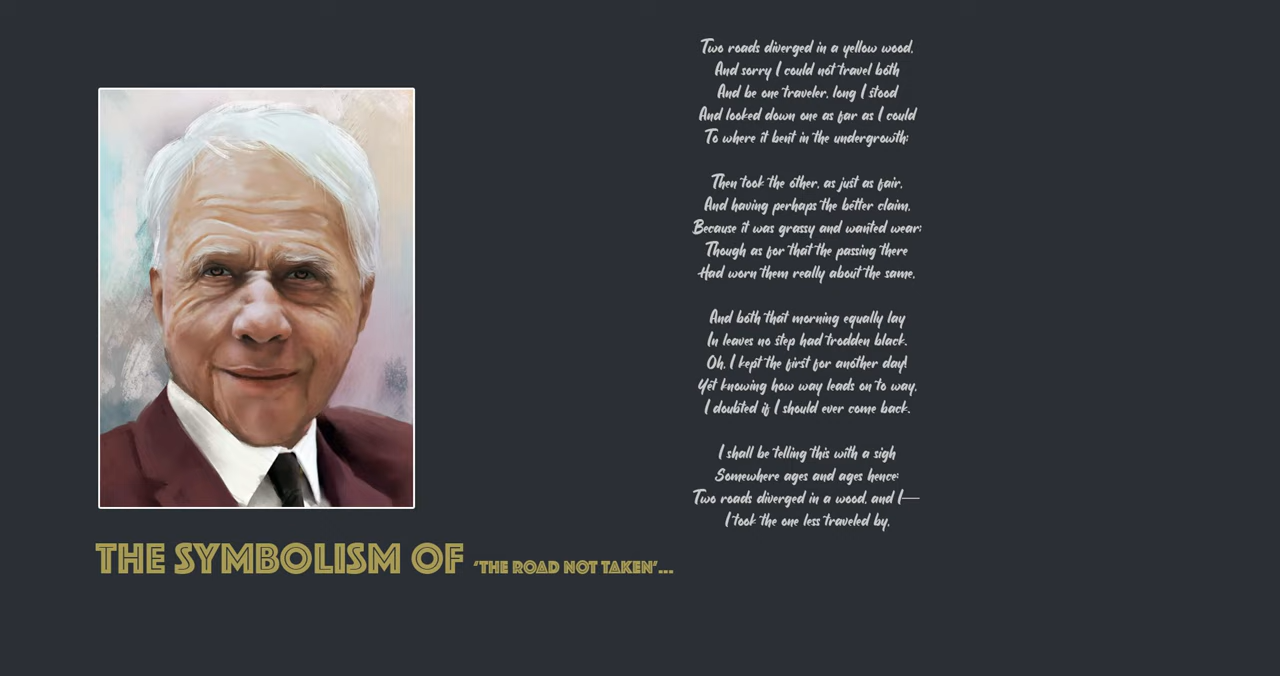 Two roads diverged in a yellow wood,
And sorry I could not travel both
And be one traveler, long I stood
And looked down one as far as I could
To where it bent in the undergrowth;
Then took the other, as just as fair,
And having perhaps the better claim,
Because it was grassy and wanted wear;
Though as for that the passing there
Had worn them really about the same,
And both that morning equally lay
In leaves no step had trodden black.
Oh, I kept the first for another day!
Yet knowing how way leads on to way,
I doubted if I should ever come back.
I shall be telling this with a sigh
Somewhere ages and ages hence:
Two roads diverged in a wood, and I—
I took the one less traveled by,
THE SYMBOLISM OF ‘THE ROAD NOT TAKEN’...